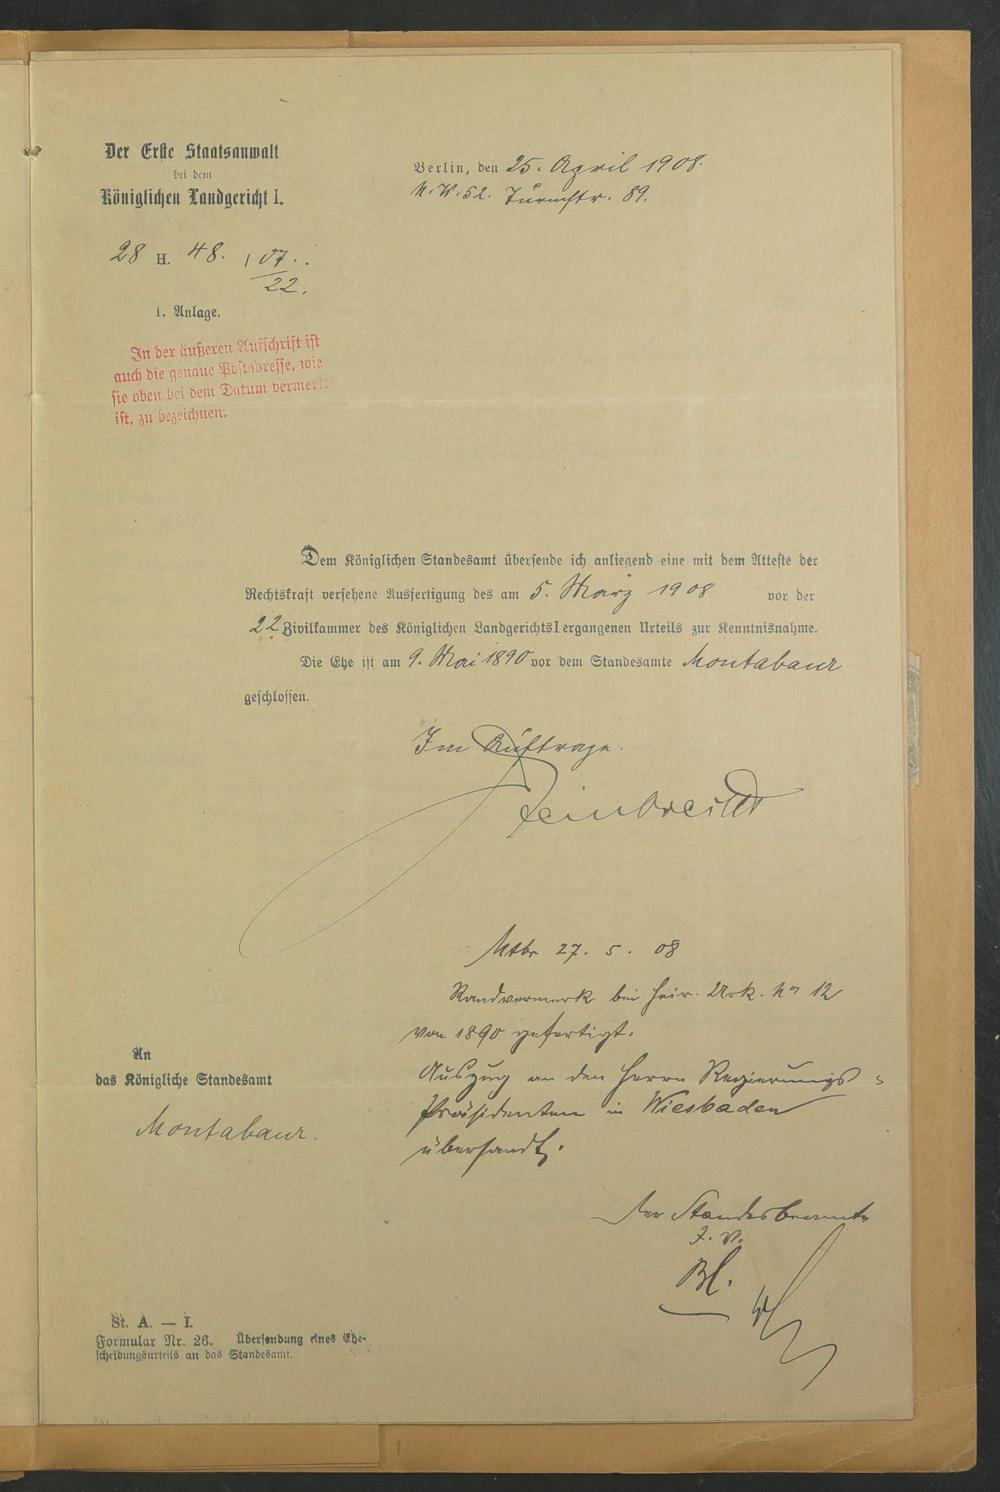 Der Erste Staatsanwalt
bei dem
Königlichen Landgericht I.
Berlin, den 25. April 1908.
N. W. 52. Turmstr. 89.
28 H. 48. / 07.
22.
1. Anlage.
In der äußeren Aufschrift ist
auch die genaue Postadresse, wie
sie oben bei dem Datum vermerkt
ist, zu bezeichnen.
Dem Königlichen Standesamt übersende ich anliegend eine mit dem Atteste der
Rechtskraft versehene Ausfertigung des am 5. März 1908 vor der
22 Zivilkammer des Königlichen Landgerichts I ergangenen Urteils zur Kenntnisnahme.
Die Ehe ist am 9. Mai 1890 vor dem Standesamte Montabaur
geschlossen.
Im Auftrage.
Mtbr 27. 5. 08
Randvermerk bei Heir. Urk. No 12
von 1890 gefertigt.
Auszug an den Herrn Regierungs-
Präsidenten in Wiesbaden
übersandt.
Der Standesbeamte
J. V.
An
das Königliche Standesamt
Montabaur.
St. A. — I.
Formular Nr. 26. Übersendung eines Ehe-
scheidungsurteils an das Standesamt.